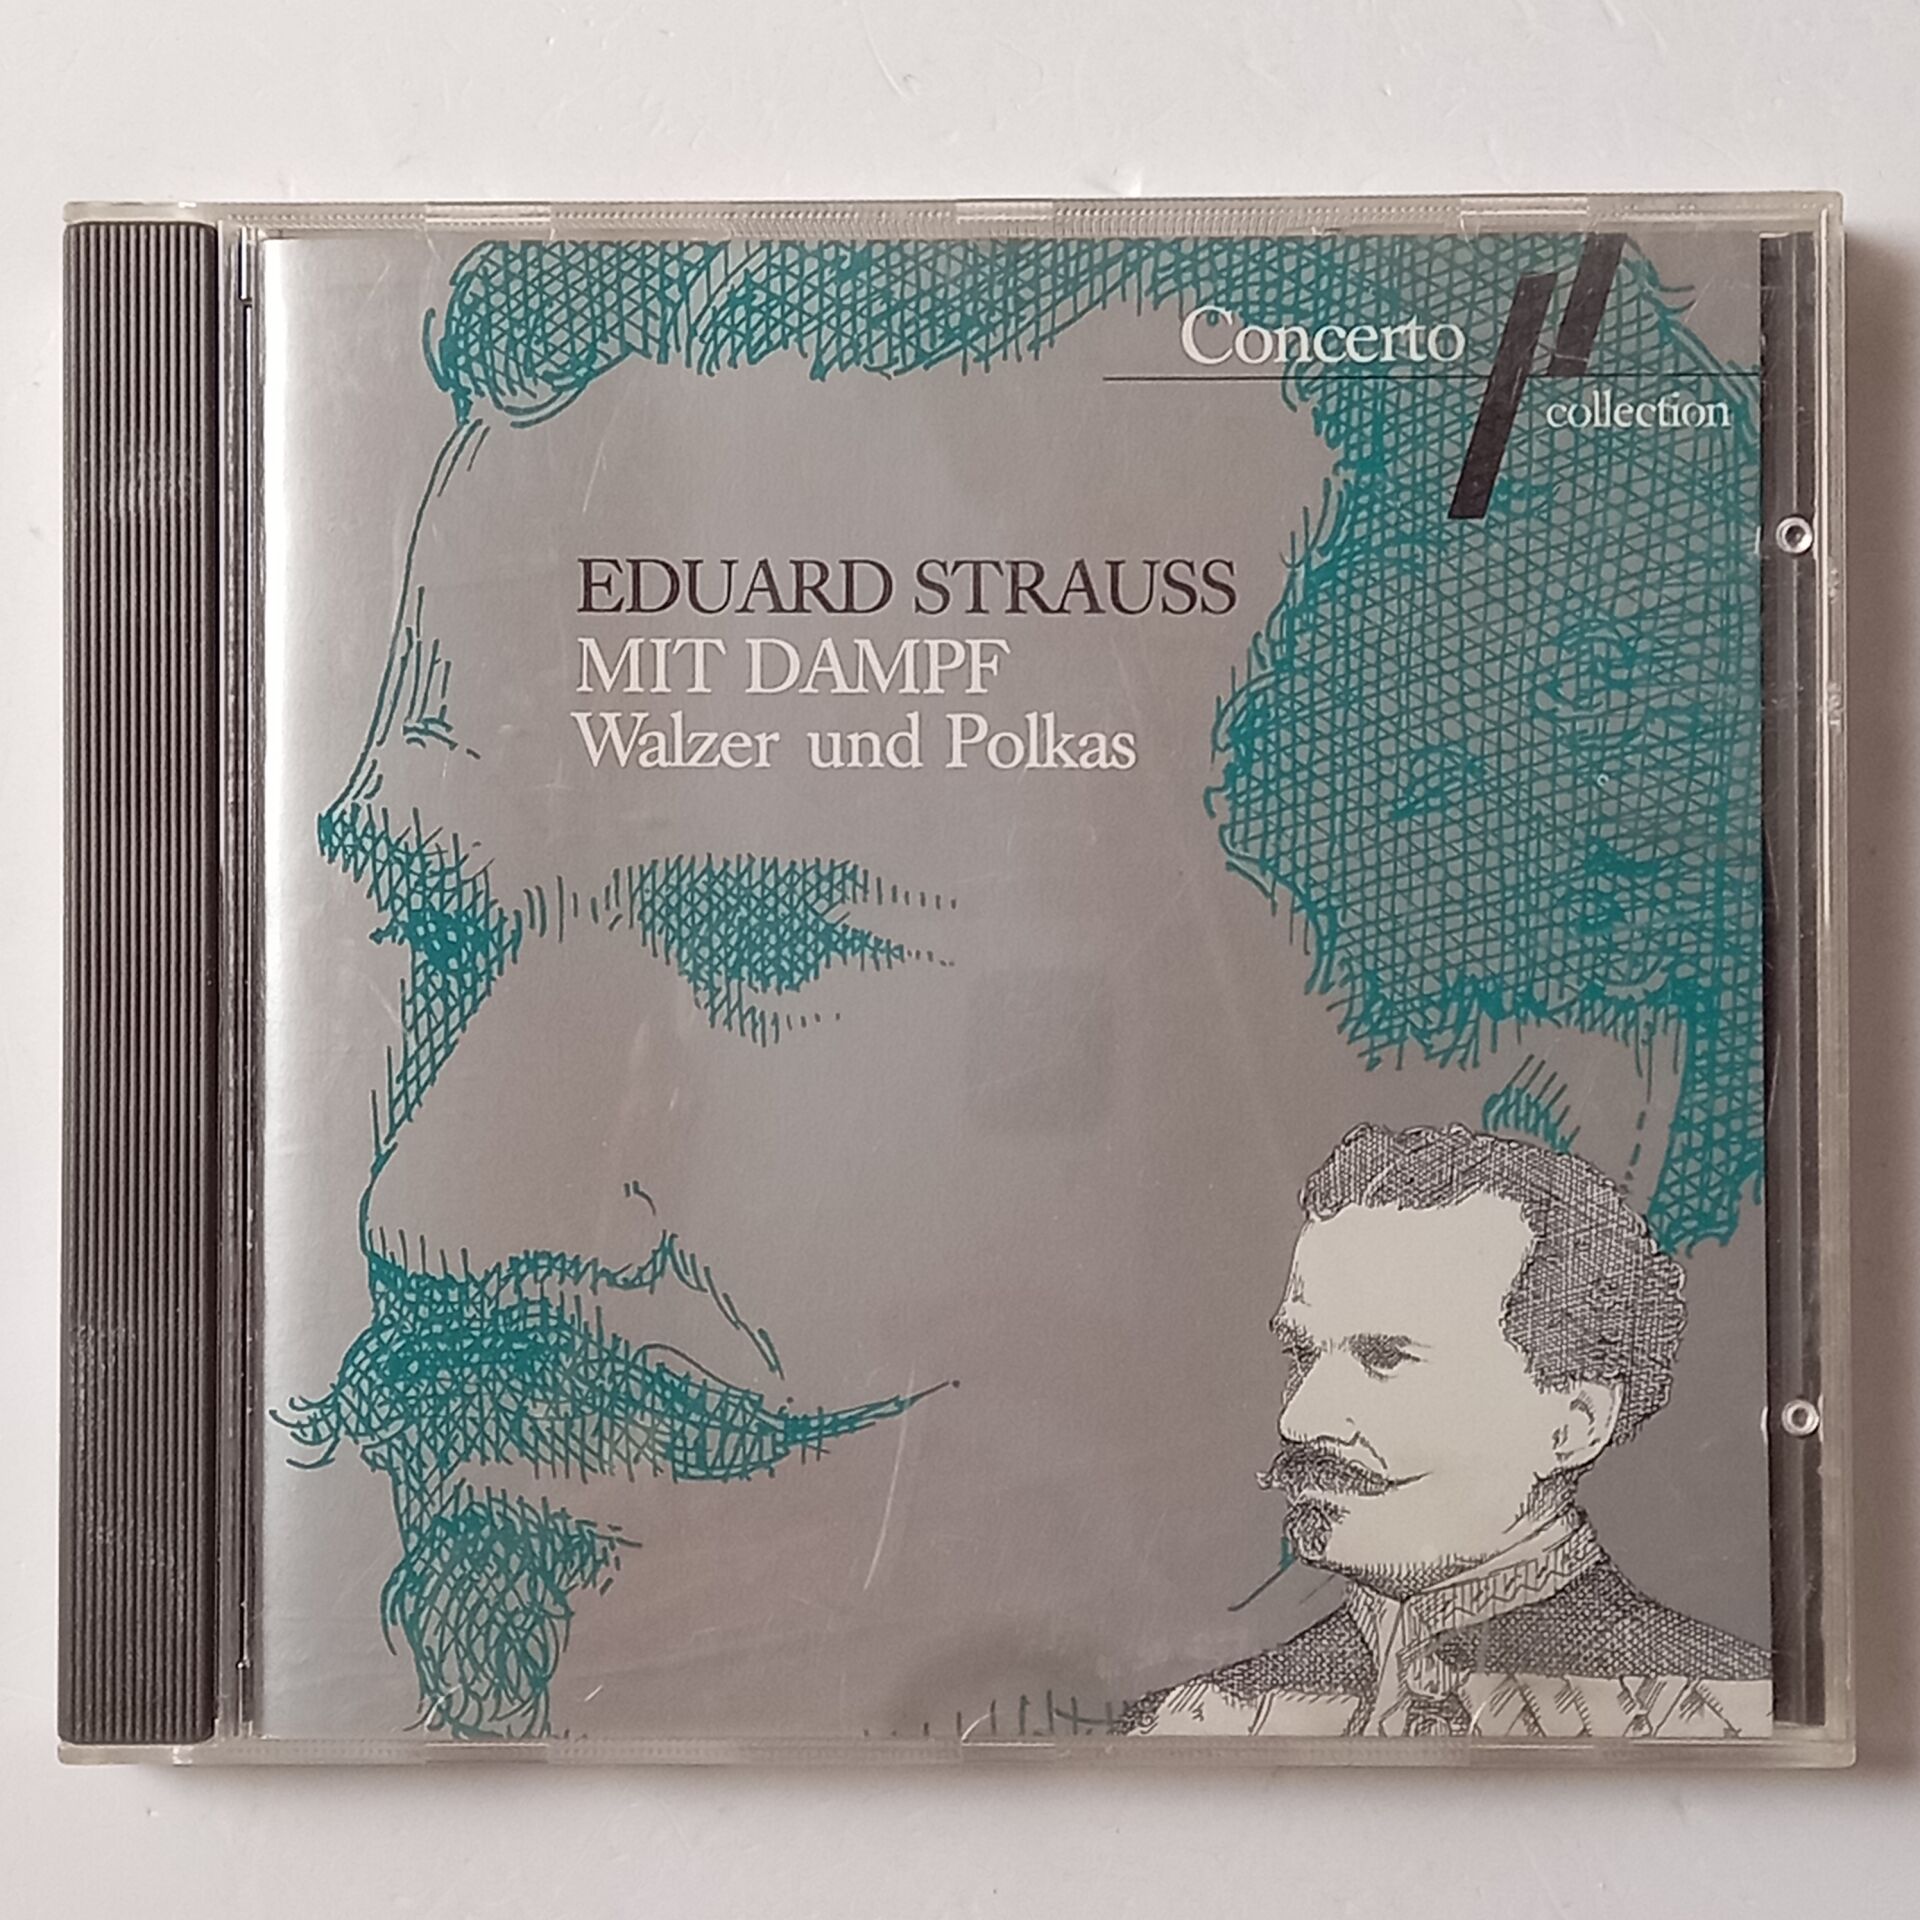 Concerto
collection
EDUARD STRAUSS
MIT DAMPF
Walzer und Polkas